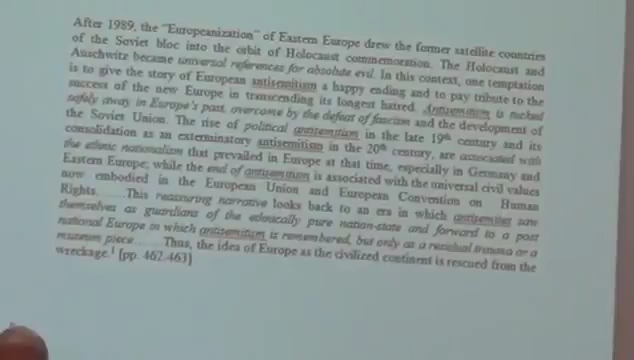 After 1989, the "Europeanization" of Eastern Europe drew the former satellite countries
of the Soviet bloc into the orbit of Holocaust commemoration. The Holocaust and
Auschwitz became universal references for absolute evil. In this context, one temptation
is to give the story of European antisemitism a happy ending and to pay tribute to the
success of the new Europe in transcending its longest hatred. Antisemitism is tucked
safely away in Europe's past, overcome by the defeat of fascism and the development of
the Soviet Union. The rise of political antisemitism in the late 19th century and its
consolidation as an exterminatory antisemitism in the 20th century, are associated with
the ethnic nationalism that prevailed in Europe at that time, especially in Germany and
Eastern Europe; while the end of antisemitism is associated with the universal civil values
now embodied in the European Union and European Convention on Human
Rights. ..... This reassuring narrative looks back to an era in which antisemites saw
themselves as guardians of the ethnically pure nation-state and forward to a post
national Europe in which antisemitism is remembered, but only as a residual trauma or a
museum piece...... Thus, the idea of Europe as the civilized continent is rescued from the
wreckage.1 [pp. 462-463]